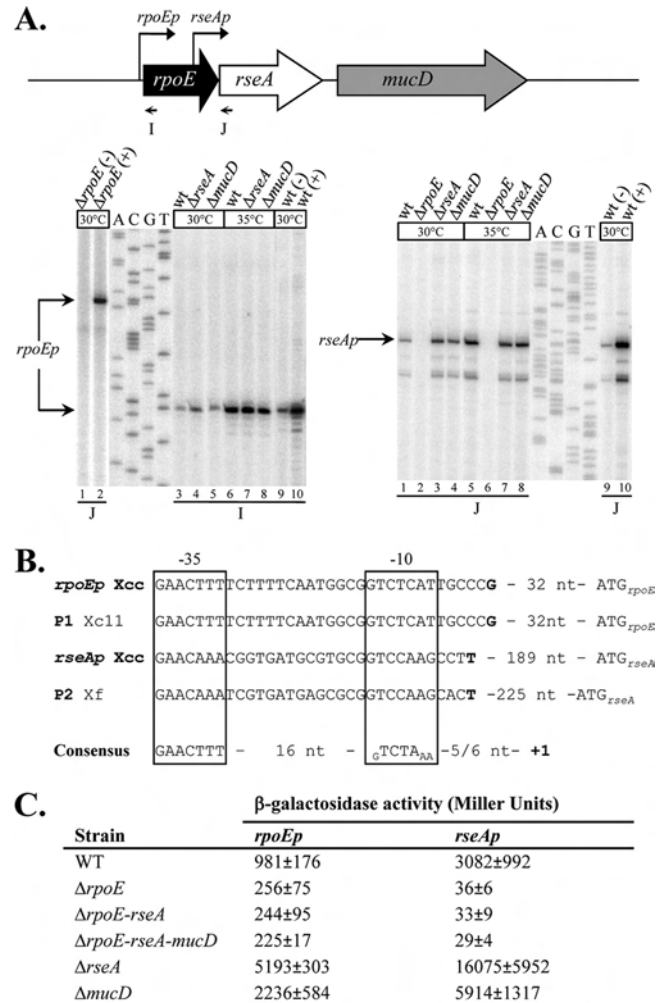 A.
rpoEp rseAp
rpoE rseA mucD
I J
ΔrpoE (-) ΔrpoE (+) wt ΔrseA ΔmucD wt ΔrseA ΔmucD wt (-) wt (+)
30°C A C G T 30°C 35°C 30°C
rpoEp
1 2 3 4 5 6 7 8 9 10
J I
wt ΔrpoE ΔrseA ΔmucD wt ΔrpoE ΔrseA ΔmucD wt (-) wt (+)
30°C 35°C A C G T 30°C
rseAp
1 2 3 4 5 6 7 8 9 10
J J
B.
-35 -10
rpoEp Xcc GAACTTTTCTTTTCAATGGCGGTCTCATTGCCCG - 32 nt- ATGrpoE
P1 Xc11 GAACTTTTCTTTTCAATGGCGGTCTCATTGCCCG - 32nt - ATGrpoE
rseAp Xcc GAACAAACGGTGATGCGTGCGGTCCAAGCCTT - 189 nt - ATGrseA
P2 Xf GAACAAATCGTGATGAGCGCGGTCCAAGCACT -225 nt -ATGrseA
Consensus GAACTTT - 16 nt - GTCTAAA -5/6 nt- +1
C.
β-galactosidase activity (Miller Units)
Strain rpoEp rseAp
WT 981±176 3082±992
ΔrpoE 256±75 36±6
ΔrpoE-rseA 244±95 33±9
ΔrpoE-rseA-mucD 225±17 29±4
ΔrseA 5193±303 16075±5952
ΔmucD 2236±584 5914±1317